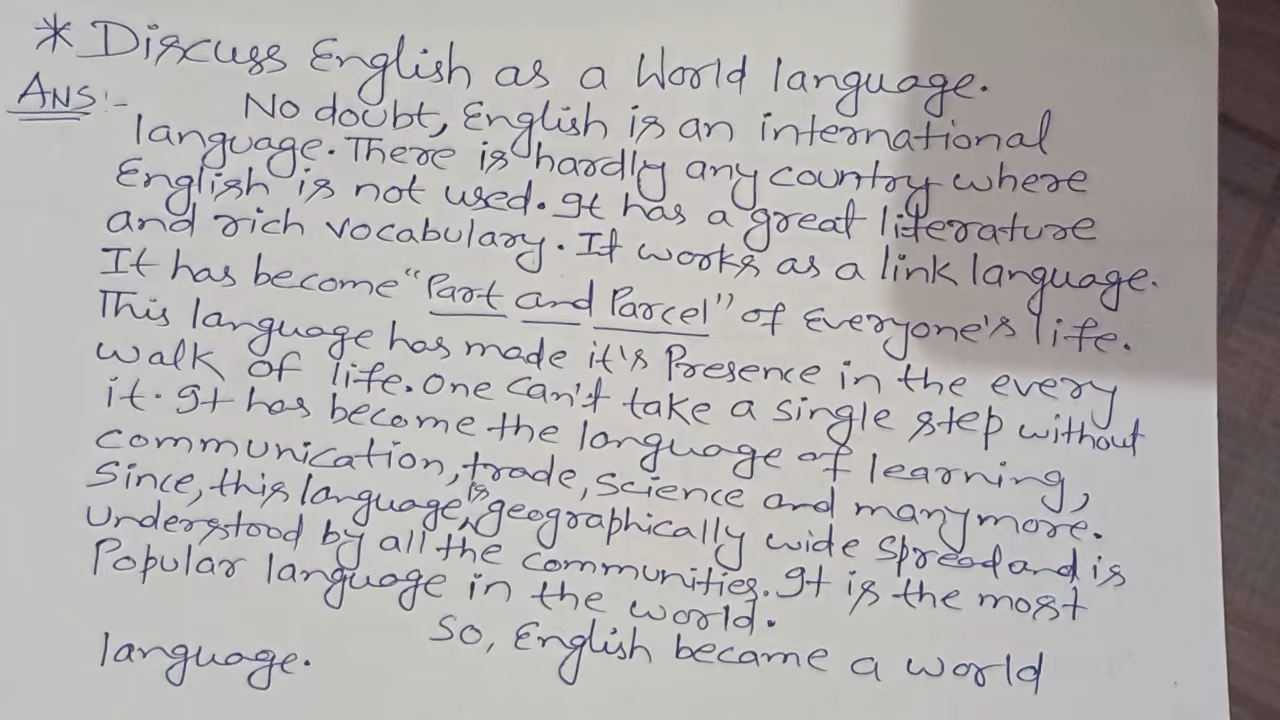 * Discuss English as a World language.
ANS:- No doubt, English is an international
language. There is hardly any country where
English is not used. It has a great literature
and rich vocabulary. It works as a link language.
It has become "Part and Parcel" of everyone's life.
This language has made it's Presence in the every
walk of life. One can't take a single step without
it. It has become the language of learning,
communication, trade, science and many more.
Since, this language is geographically wide spread and is
understood by all the communities. It is the most
Popular language in the world.
So, English became a world
language.